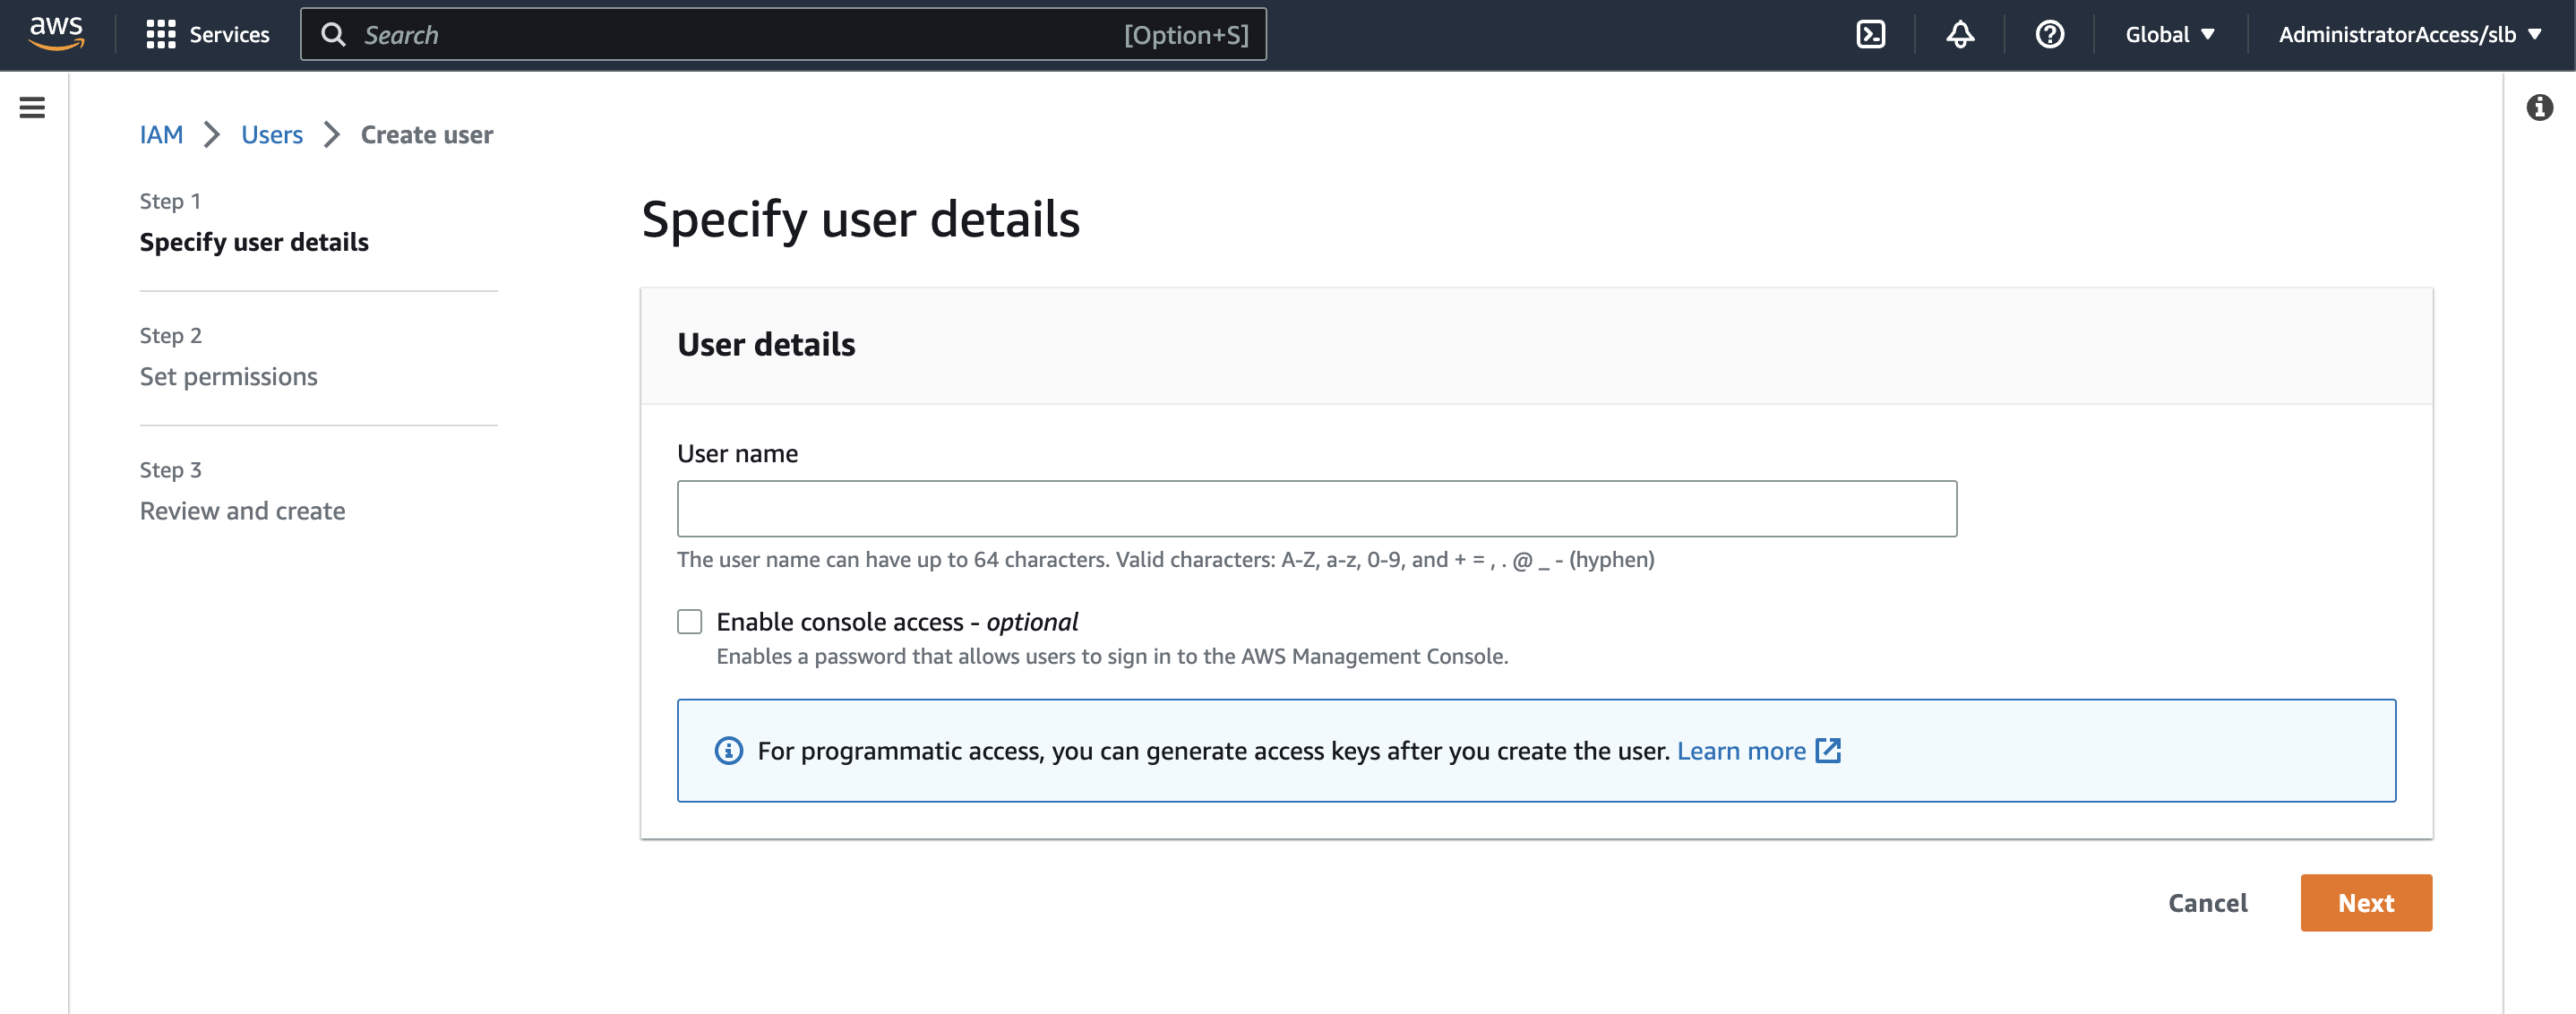 aws
Services
Search
[Option+S]
Global
AdministratorAccess/slb
IAM
Users
Create user
Step 1
Specify user details
Step 2
Set permissions
Step 3
Review and create
Specify user details
User details
User name
The user name can have up to 64 characters. Valid characters: A-Z, a-z, 0-9, and + = , . @ _ - (hyphen)
Enable console access - optional
Enables a password that allows users to sign in to the AWS Management Console.
For programmatic access, you can generate access keys after you create the user. Learn more
Cancel
Next